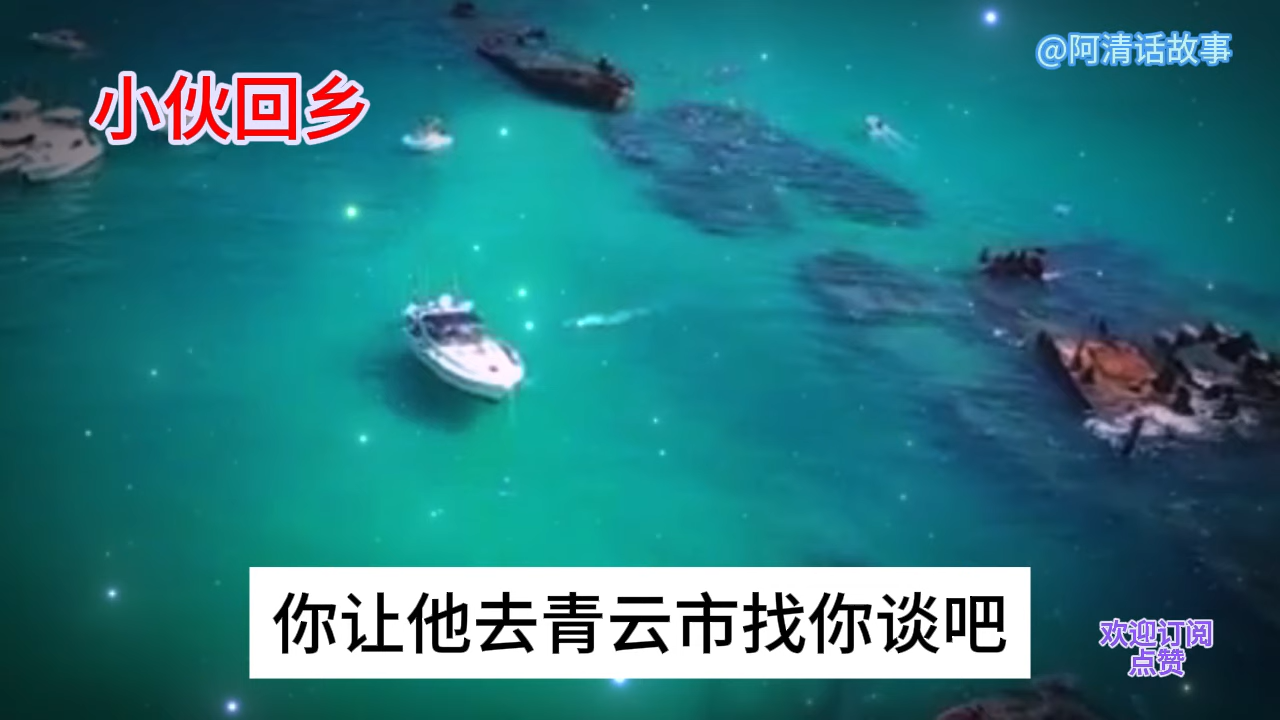 @阿清话故事
小伙回乡
你让他去青云市找你谈吧
欢迎订阅
点赞